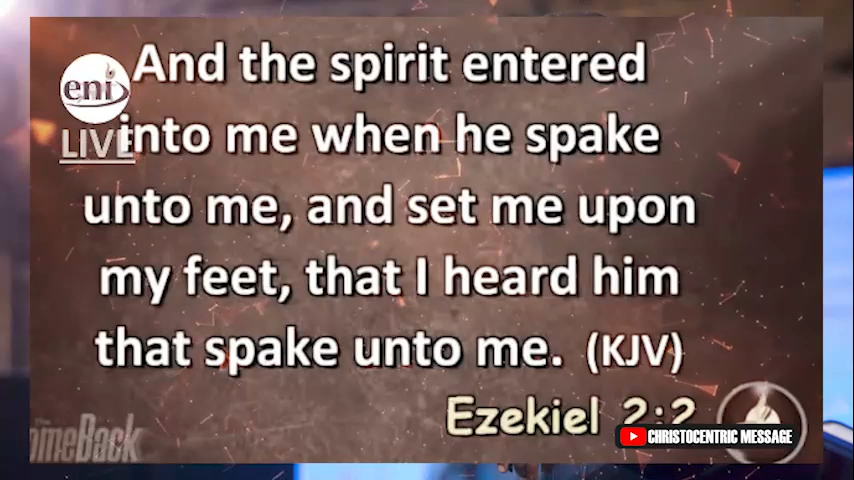 And the spirit entered
into me when he spake
unto me, and set me upon
my feet, that I heard him
that spake unto me. (KJV)
Ezekiel 2:2
eni
LIVE
omeBack
CHRISTOCENTRIC MESSAGE